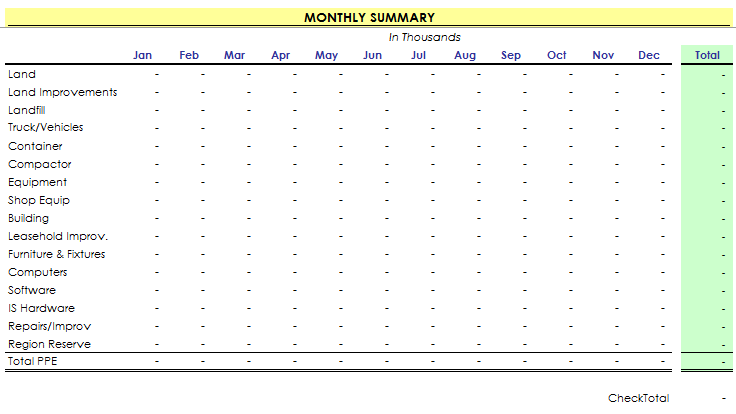 MONTHLY SUMMARY
In Thousands
Jan Feb Mar Apr May Jun Jul Aug Sep Oct Nov Dec Total
Land - - - - - - - - - - - - -
Land Improvements - - - - - - - - - - - - -
Landfill - - - - - - - - - - - - -
Truck/Vehicles - - - - - - - - - - - - -
Container - - - - - - - - - - - - -
Compactor - - - - - - - - - - - - -
Equipment - - - - - - - - - - - - -
Shop Equip - - - - - - - - - - - - -
Building - - - - - - - - - - - - -
Leasehold Improv. - - - - - - - - - - - - -
Furniture & Fixtures - - - - - - - - - - - - -
Computers - - - - - - - - - - - - -
Software - - - - - - - - - - - - -
IS Hardware - - - - - - - - - - - - -
Repairs/Improv - - - - - - - - - - - - -
Region Reserve - - - - - - - - - - - - -
Total PPE - - - - - - - - - - - - -
CheckTotal -